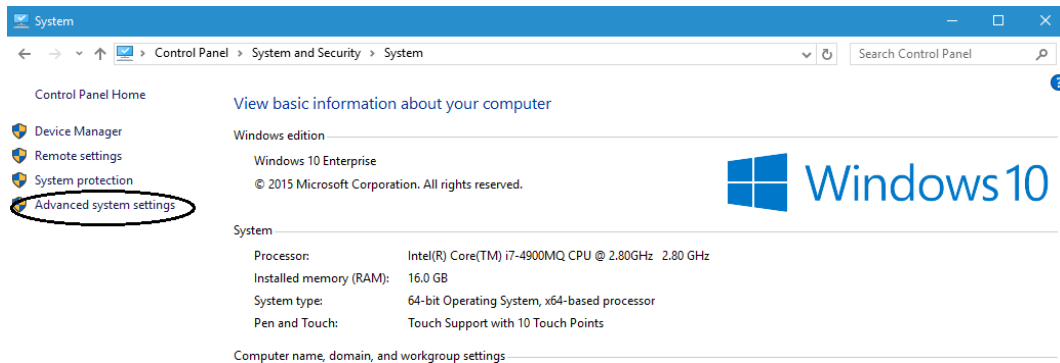 System
Control Panel > System and Security > System
Search Control Panel
Control Panel Home
Device Manager
Remote settings
System protection
Advanced system settings
View basic information about your computer
Windows edition
Windows 10 Enterprise
© 2015 Microsoft Corporation. All rights reserved.
Windows 10
System
Processor: Intel(R) Core(TM) i7-4900MQ CPU @ 2.80GHz 2.80 GHz
Installed memory (RAM): 16.0 GB
System type: 64-bit Operating System, x64-based processor
Pen and Touch: Touch Support with 10 Touch Points
Computer name, domain, and workgroup settings